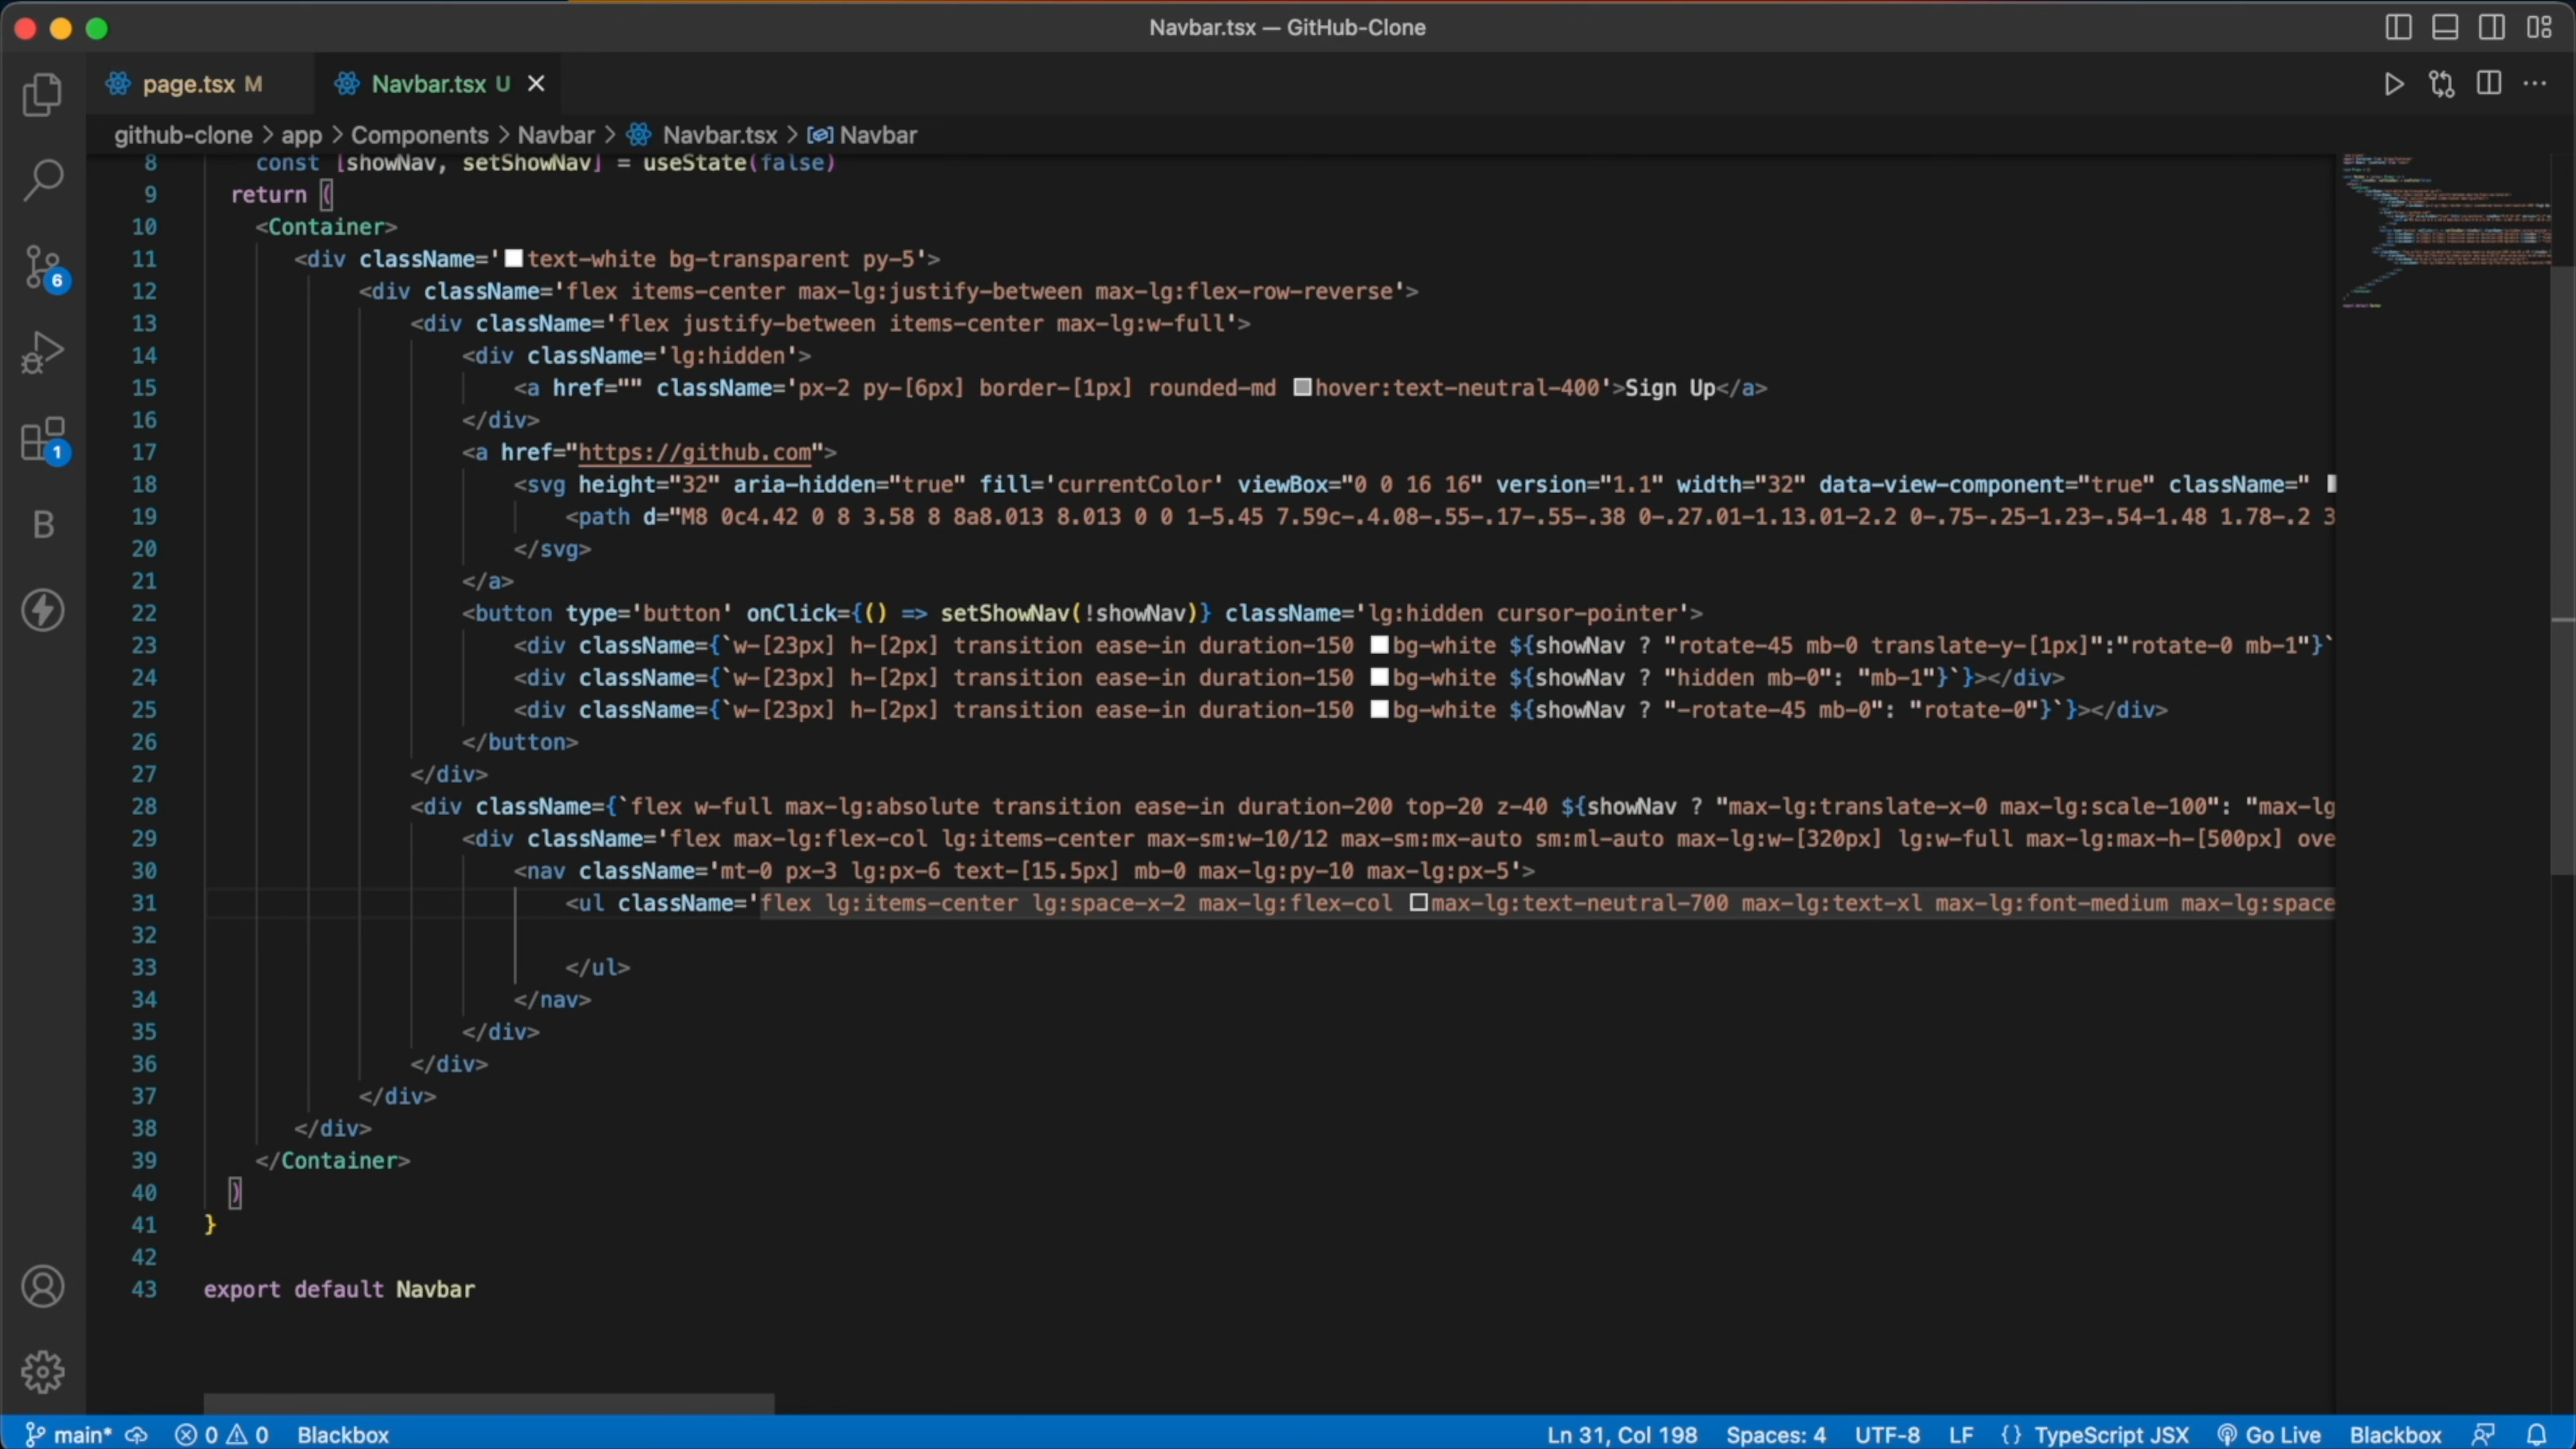 Navbar.tsx — GitHub-Clone
page.tsx M
Navbar.tsx U
github-clone > app > Components > Navbar > Navbar.tsx > Navbar
8 const [showNav, setShowNav] = useState(false)
9 return (
10 <Container>
11 <div className='text-white bg-transparent py-5'>
12 <div className='flex items-center max-lg:justify-between max-lg:flex-row-reverse'>
13 <div className='flex justify-between items-center max-lg:w-full'>
14 <div className='lg:hidden'>
15 <a href="" className='px-2 py-[6px] border-[1px] rounded-md hover:text-neutral-400'>Sign Up</a>
16 </div>
17 <a href="https://github.com">
18 <svg height="32" aria-hidden="true" fill='currentColor' viewBox="0 0 16 16" version="1.1" width="32" data-view-component="true" className="
19 <path d="M8 0c4.42 0 8 3.58 8 8a8.013 8.013 0 0 1-5.45 7.59c-.4.08-.55-.17-.55-.38 0-.27.01-1.13.01-2.2 0-.75-.25-1.23-.54-1.48 1.78-.2 3
20 </svg>
21 </a>
22 <button type='button' onClick={() => setShowNav(!showNav)} className='lg:hidden cursor-pointer'>
23 <div className={`w-[23px] h-[2px] transition ease-in duration-150 bg-white ${showNav ? "rotate-45 mb-0 translate-y-[1px]":"rotate-0 mb-1"}`
24 <div className={`w-[23px] h-[2px] transition ease-in duration-150 bg-white ${showNav ? "hidden mb-0": "mb-1"}`}></div>
25 <div className={`w-[23px] h-[2px] transition ease-in duration-150 bg-white ${showNav ? "-rotate-45 mb-0": "rotate-0"}`}></div>
26 </button>
27 </div>
28 <div className={`flex w-full max-lg:absolute transition ease-in duration-200 top-20 z-40 ${showNav ? "max-lg:translate-x-0 max-lg:scale-100": "max-lg
29 <div className='flex max-lg:flex-col lg:items-center max-sm:w-10/12 max-sm:mx-auto sm:ml-auto max-lg:w-[320px] lg:w-full max-lg:max-h-[500px] ove
30 <nav className='mt-0 px-3 lg:px-6 text-[15.5px] mb-0 max-lg:py-10 max-lg:px-5'>
31 <ul className='flex lg:items-center lg:space-x-2 max-lg:flex-col max-lg:text-neutral-700 max-lg:text-xl max-lg:font-medium max-lg:space
32
33 </ul>
34 </nav>
35 </div>
36 </div>
37 </div>
38 </div>
39 </Container>
40 )
41 }
42
43 export default Navbar
6
1
B
main* 0 0 Blackbox
Ln 31, Col 198 Spaces: 4 UTF-8 LF {} TypeScript JSX Go Live Blackbox